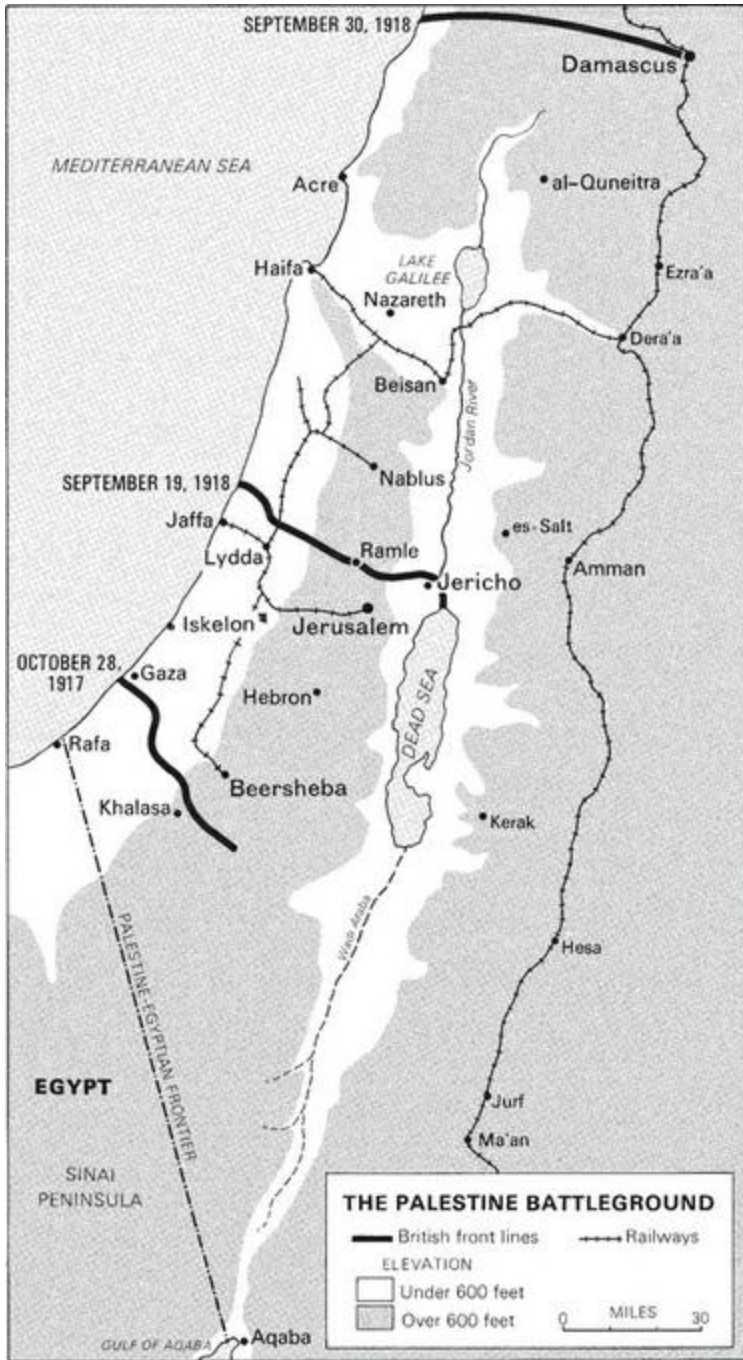 SEPTEMBER 30, 1918
Damascus
MEDITERRANEAN SEA
Acre
al-Quneitra
Haifa
LAKE
GALILEE
Ezra'a
Nazareth
Dera'a
Beisan
Jordan River
Nablus
SEPTEMBER 19, 1918
Jaffa
es-Salt
Ramle
Lydda
Amman
Jericho
Iskelon
Jerusalem
OCTOBER 28,
1917
Gaza
Hebron
DEAD SEA
Rafa
Beersheba
Khalasa
Kerak
Wadi Araba
PALESTINE-EGYPTIAN FRONTIER
Hesa
EGYPT
Jurf
Ma'an
SINAI
PENINSULA
THE PALESTINE BATTLEGROUND
British front lines
Railways
ELEVATION
Under 600 feet
Over 600 feet
0 MILES 30
GULF OF AQABA
Aqaba